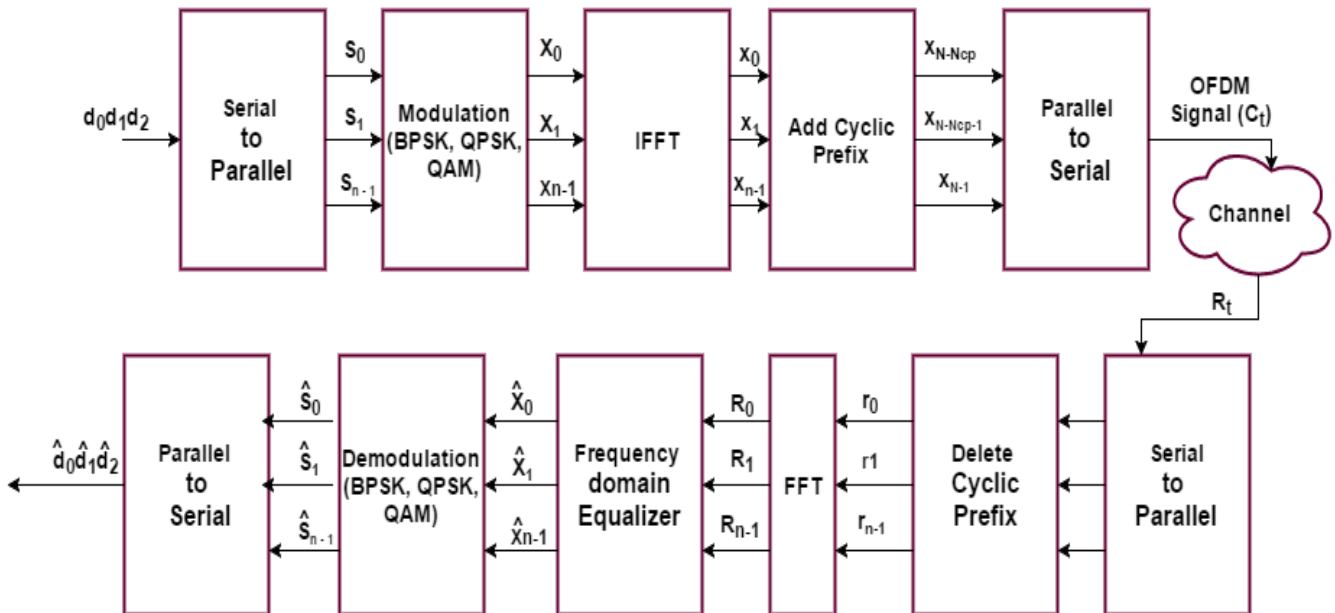 d₀d₁d₂
Serial
to
Parallel
S₀
S₁
Sₙ₋₁
Modulation
(BPSK, QPSK,
QAM)
X₀
X₁
Xn-1
IFFT
x₀
x₁
xₙ₋₁
Add Cyclic
Prefix
x_{N-Ncp}
x_{N-Ncp-1}
x_{N-1}
Parallel
to
Serial
OFDM
Signal (Cₜ)
Channel
Rₜ
Serial
to
Parallel
Delete
Cyclic
Prefix
r₀
r1
rₙ₋₁
FFT
R₀
R₁
Rₙ₋₁
Frequency
domain
Equalizer
X̂₀
X̂₁
X̂n-1
Demodulation
(BPSK, QPSK,
QAM)
Ŝ₀
Ŝ₁
Ŝₙ₋₁
Parallel
to
Serial
d̂₀d̂₁d̂₂